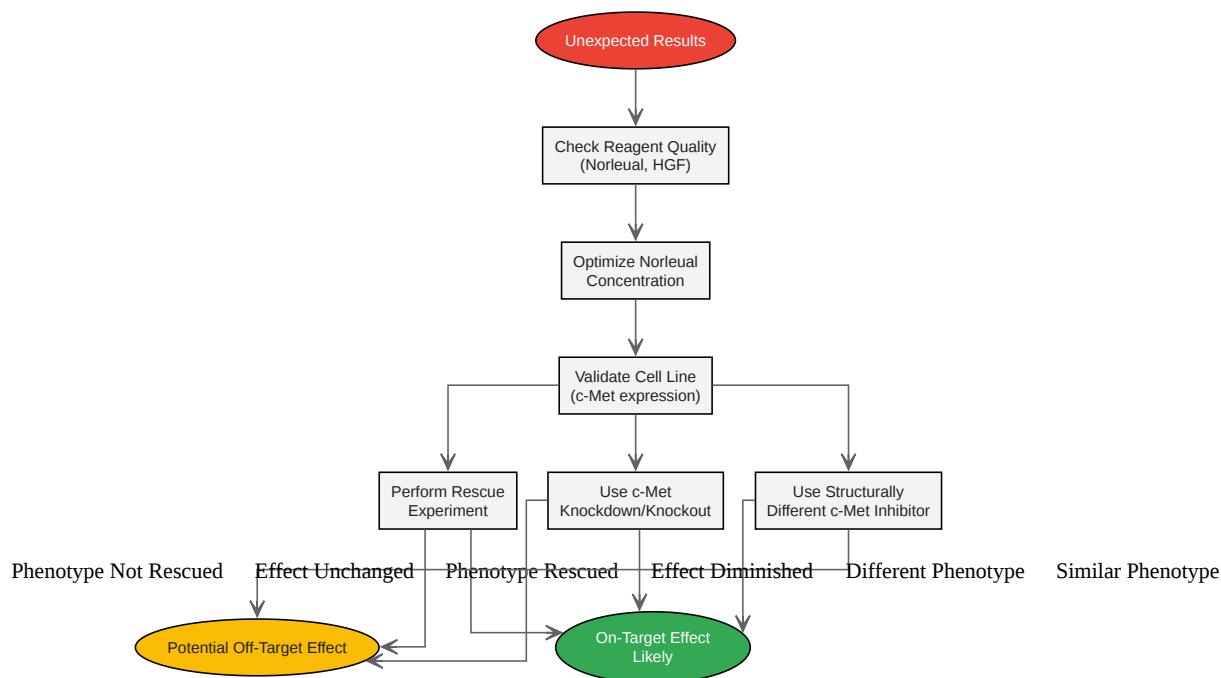 Unexpected Results
Check Reagent Quality
(Norleual, HGF)
Optimize Norleual
Concentration
Validate Cell Line
(c-Met expression)
Perform Rescue
Experiment
Use c-Met
Knockdown/Knockout
Use Structurally
Different c-Met Inhibitor
Phenotype Not Rescued
Effect Unchanged
Phenotype Rescued
Effect Diminished
Different Phenotype
Similar Phenotype
Potential Off-Target Effect
On-Target Effect
Likely